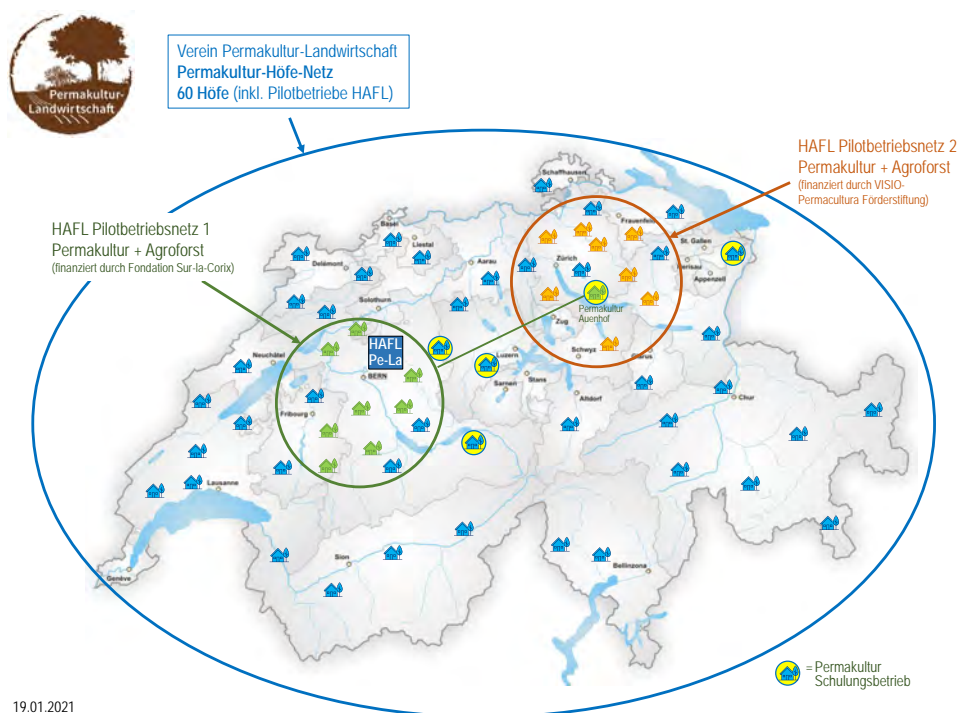 Permakultur-
Landwirtschaft
Verein Permakultur-Landwirtschaft
Permakultur-Höfe-Netz
60 Höfe (inkl. Pilotbetriebe HAFL)
HAFL Pilotbetriebsnetz 2
Permakultur + Agroforst
(finanziert durch VISIO-
Permacultura Förderstiftung)
HAFL Pilotbetriebsnetz 1
Permakultur + Agroforst
(finanziert durch Fondation Sur-la-Corix)
Schaffhausen
Frauenfeld
Basel
Liestal
St. Gallen
Herisau
Appenzell
Delémont
Aarau
Zürich
Solothurn
Permakultur
Auenhof
Zug
HAFL
Pe-La
Neuchâtel
Luzern
Schwyz
Glarus
BERN
Sarnen
Stans
Altdorf
Chur
Fribourg
Lausanne
Sion
Bellinzona
Genève
= Permakultur
Schulungsbetrieb
19.01.2021